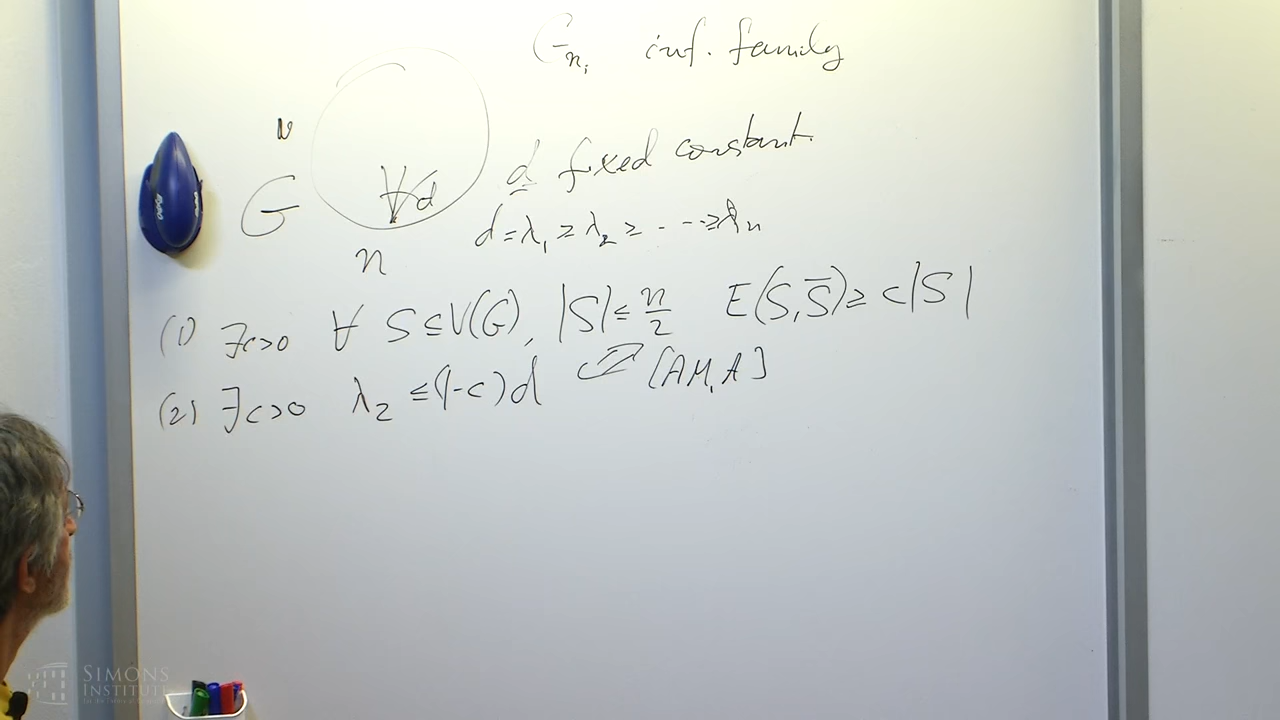 G_{n_i} inf. family
d fixed constant
G d
n
d = λ_1 ≥ λ_2 ≥ ... ≥ λ_n
(1) ∃c>0 ∀ S ⊆ V(G), |S| ≤ n/2 E(S, S̅) ≥ c|S|
(2) ∃c>0 λ_2 ≤ (1-c)d ⇔ [AM, A]
SIMONS
INSTITUTE